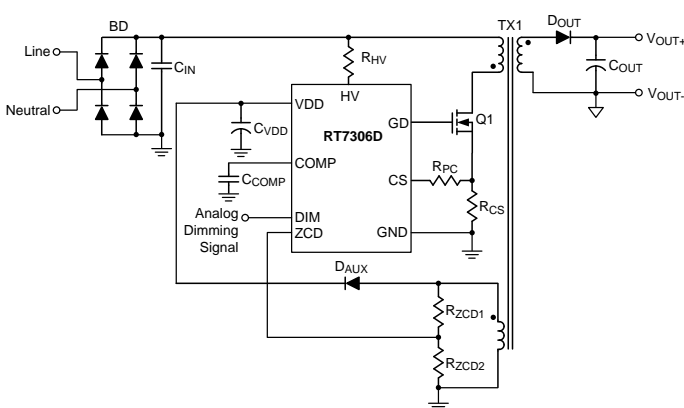 BD
TX1
DOUT
VOUT+
Line
CIN
RHV
COUT
Neutral
HV
VOUT-
VDD
CVDD
RT7306D
GD
Q1
COMP
CCOMP
CS
RPC
RCS
Analog
Dimming
Signal
DIM
ZCD
GND
DAUX
RZCD1
RZCD2